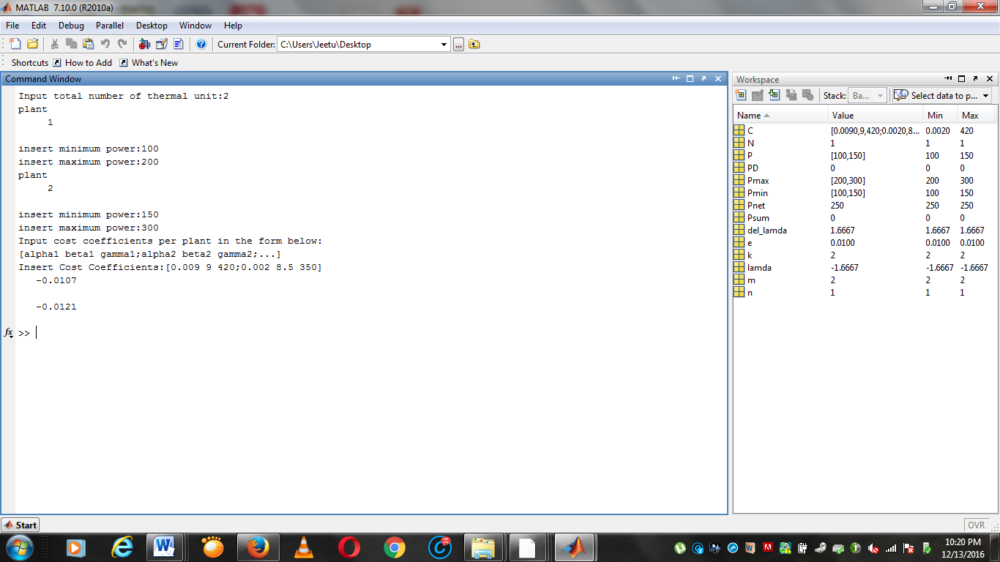 MATLAB 7.10.0 (R2010a)
File Edit Debug Parallel Desktop Window Help
Current Folder: C:\Users\Jeetu\Desktop ...
Shortcuts How to Add What's New
Command Window
Input total number of thermal unit:2
plant
1
insert minimum power:100
insert maximum power:200
plant
2
insert minimum power:150
insert maximum power:300
Input cost coefficients per plant in the form below:
[alpha1 beta1 gamma1;alpha2 beta2 gamma2;...]
Insert Cost Coefficients:[0.009 9 420;0.002 8.5 350]
-0.0107
-0.0121
fx >>
Workspace
Stack: Ba... Select data to p...
Name Value Min Max
C [0.0090,9,420;0.0020,8... 0.0020 420
N 1 1 1
P [100,150] 100 150
PD 0 0 0
Pmax [200,300] 200 300
Pmin [100,150] 100 150
Pnet 250 250 250
Psum 0 0 0
del_lamda 1.6667 1.6667 1.6667
e 0.0100 0.0100 0.0100
k 2 2 2
lamda -1.6667 -1.6667 -1.6667
m 2 2 2
n 1 1 1
Start
OVR
10:20 PM
12/13/2016